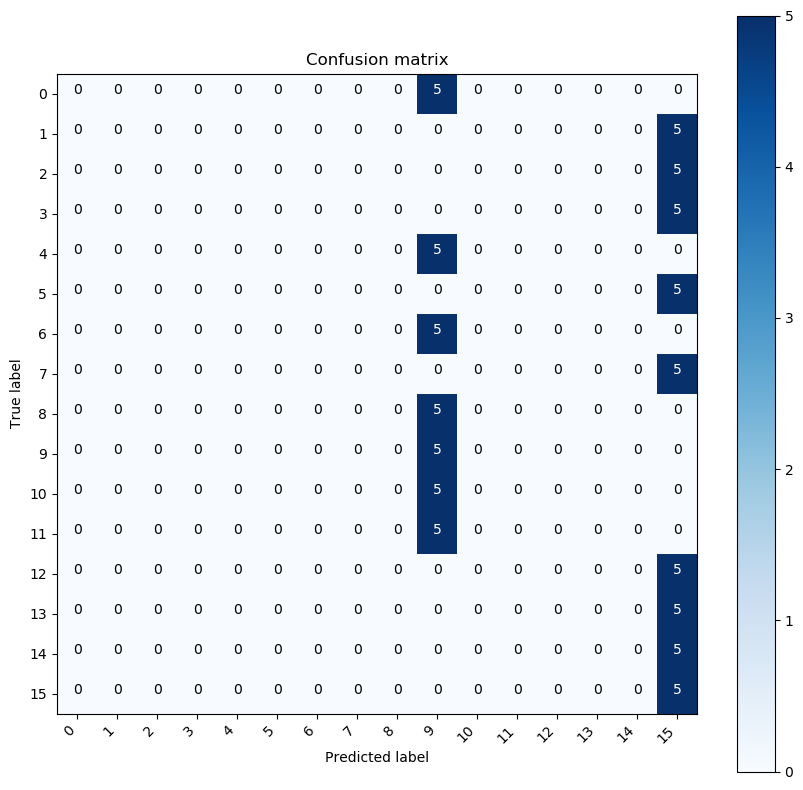 Confusion matrix
5
0 0 0 0 0 0 0 0 0 0 5 0 0 0 0 0 0
1 0 0 0 0 0 0 0 0 0 0 0 0 0 0 0 5
4
2 0 0 0 0 0 0 0 0 0 0 0 0 0 0 0 5
3 0 0 0 0 0 0 0 0 0 0 0 0 0 0 0 5
4 0 0 0 0 0 0 0 0 0 5 0 0 0 0 0 0
5 0 0 0 0 0 0 0 0 0 0 0 0 0 0 0 5
3
6 0 0 0 0 0 0 0 0 0 5 0 0 0 0 0 0
7 0 0 0 0 0 0 0 0 0 0 0 0 0 0 0 5
True label
8 0 0 0 0 0 0 0 0 0 5 0 0 0 0 0 0
9 0 0 0 0 0 0 0 0 0 5 0 0 0 0 0 0
2
10 0 0 0 0 0 0 0 0 0 5 0 0 0 0 0 0
11 0 0 0 0 0 0 0 0 0 5 0 0 0 0 0 0
12 0 0 0 0 0 0 0 0 0 0 0 0 0 0 0 5
13 0 0 0 0 0 0 0 0 0 0 0 0 0 0 0 5
1
14 0 0 0 0 0 0 0 0 0 0 0 0 0 0 0 5
15 0 0 0 0 0 0 0 0 0 0 0 0 0 0 0 5
0 1 2 3 4 5 6 7 8 9 10 11 12 13 14 15
Predicted label
0